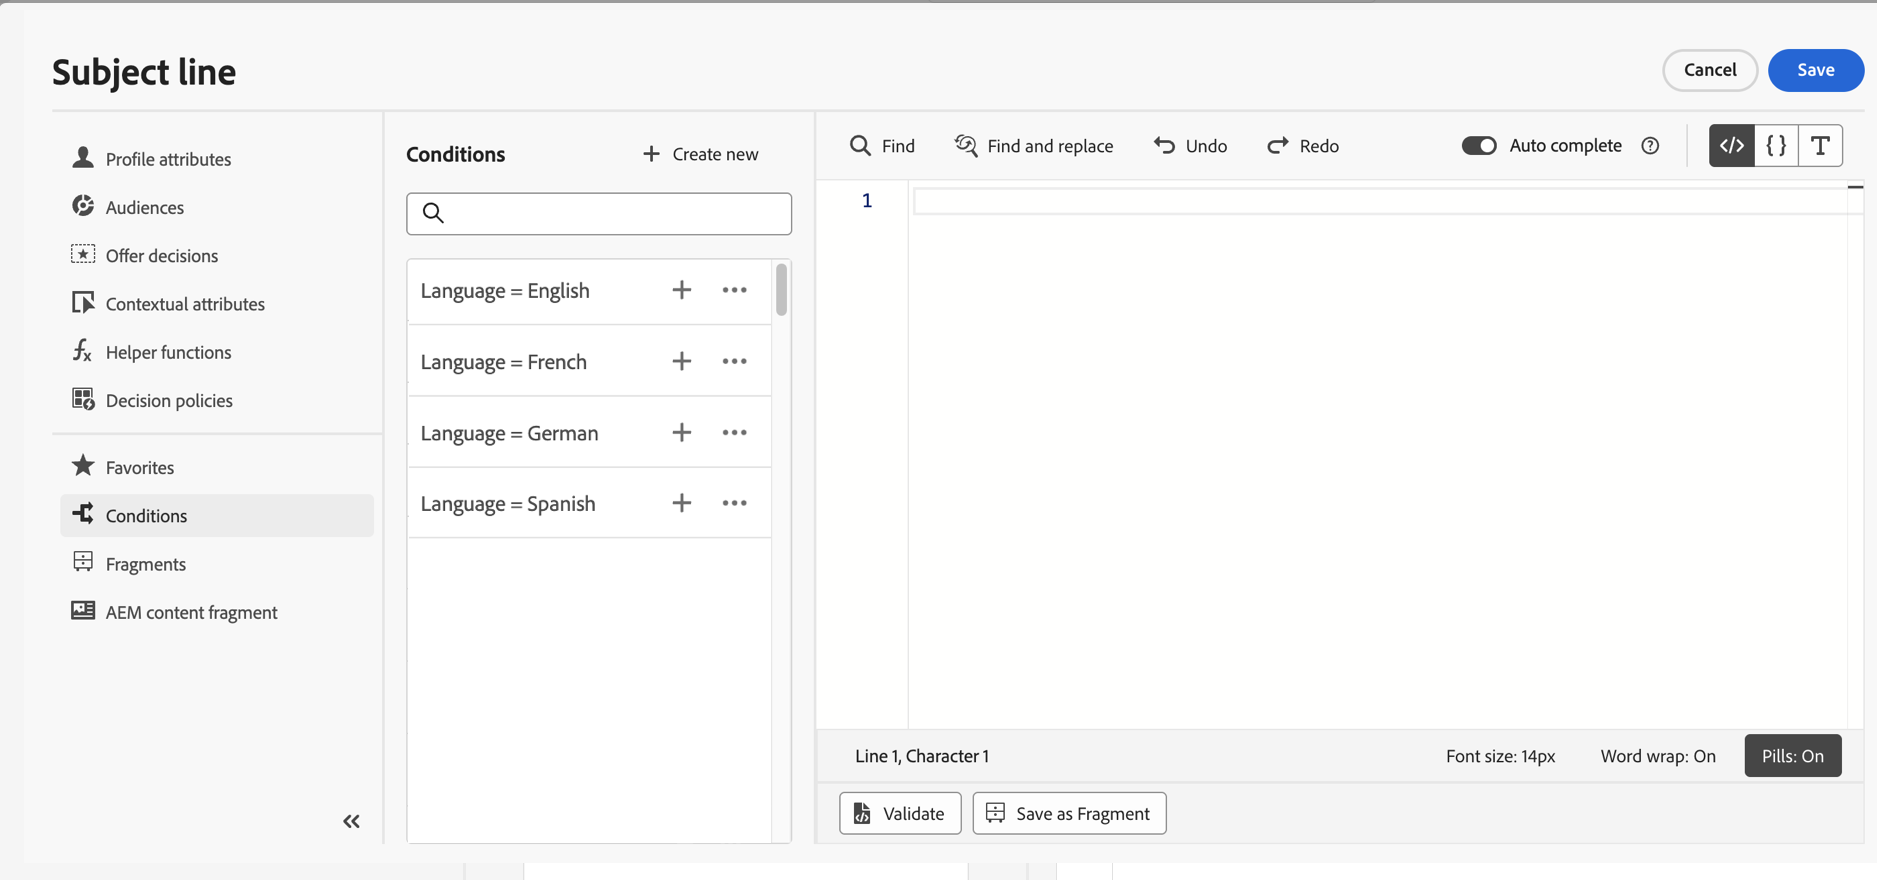 Subject line
Cancel
Save
Profile attributes
Audiences
Offer decisions
Contextual attributes
Helper functions
Decision policies
Favorites
Conditions
Fragments
AEM content fragment
Conditions
Create new
Language = English
Language = French
Language = German
Language = Spanish
Find
Find and replace
Undo
Redo
Auto complete
1
Line 1, Character 1
Font size: 14px
Word wrap: On
Pills: On
Validate
Save as Fragment